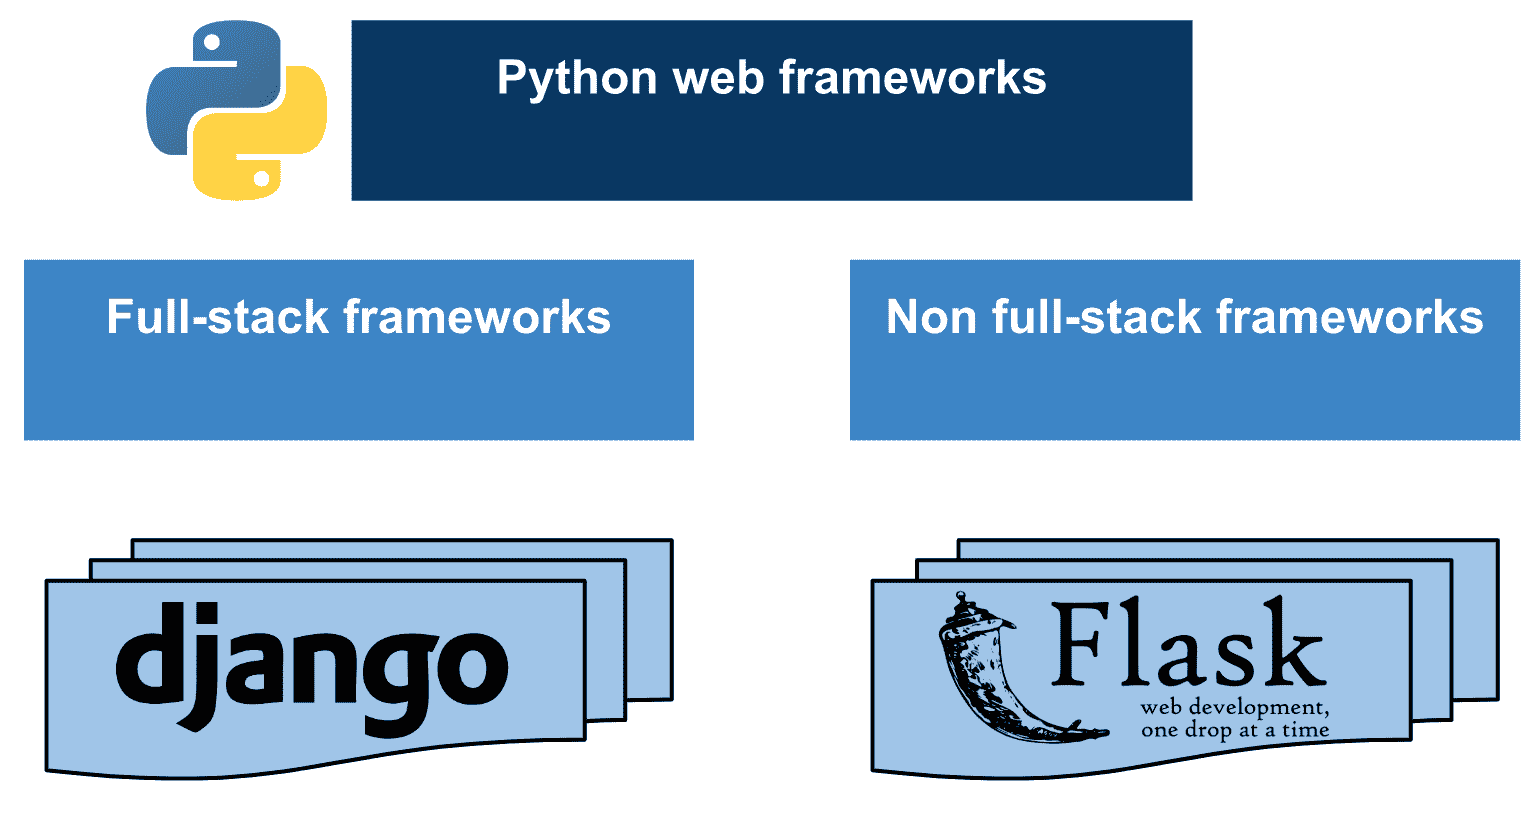 Python web frameworks
Full-stack frameworks
Non full-stack frameworks
django
Flask
web development,
one drop at a time